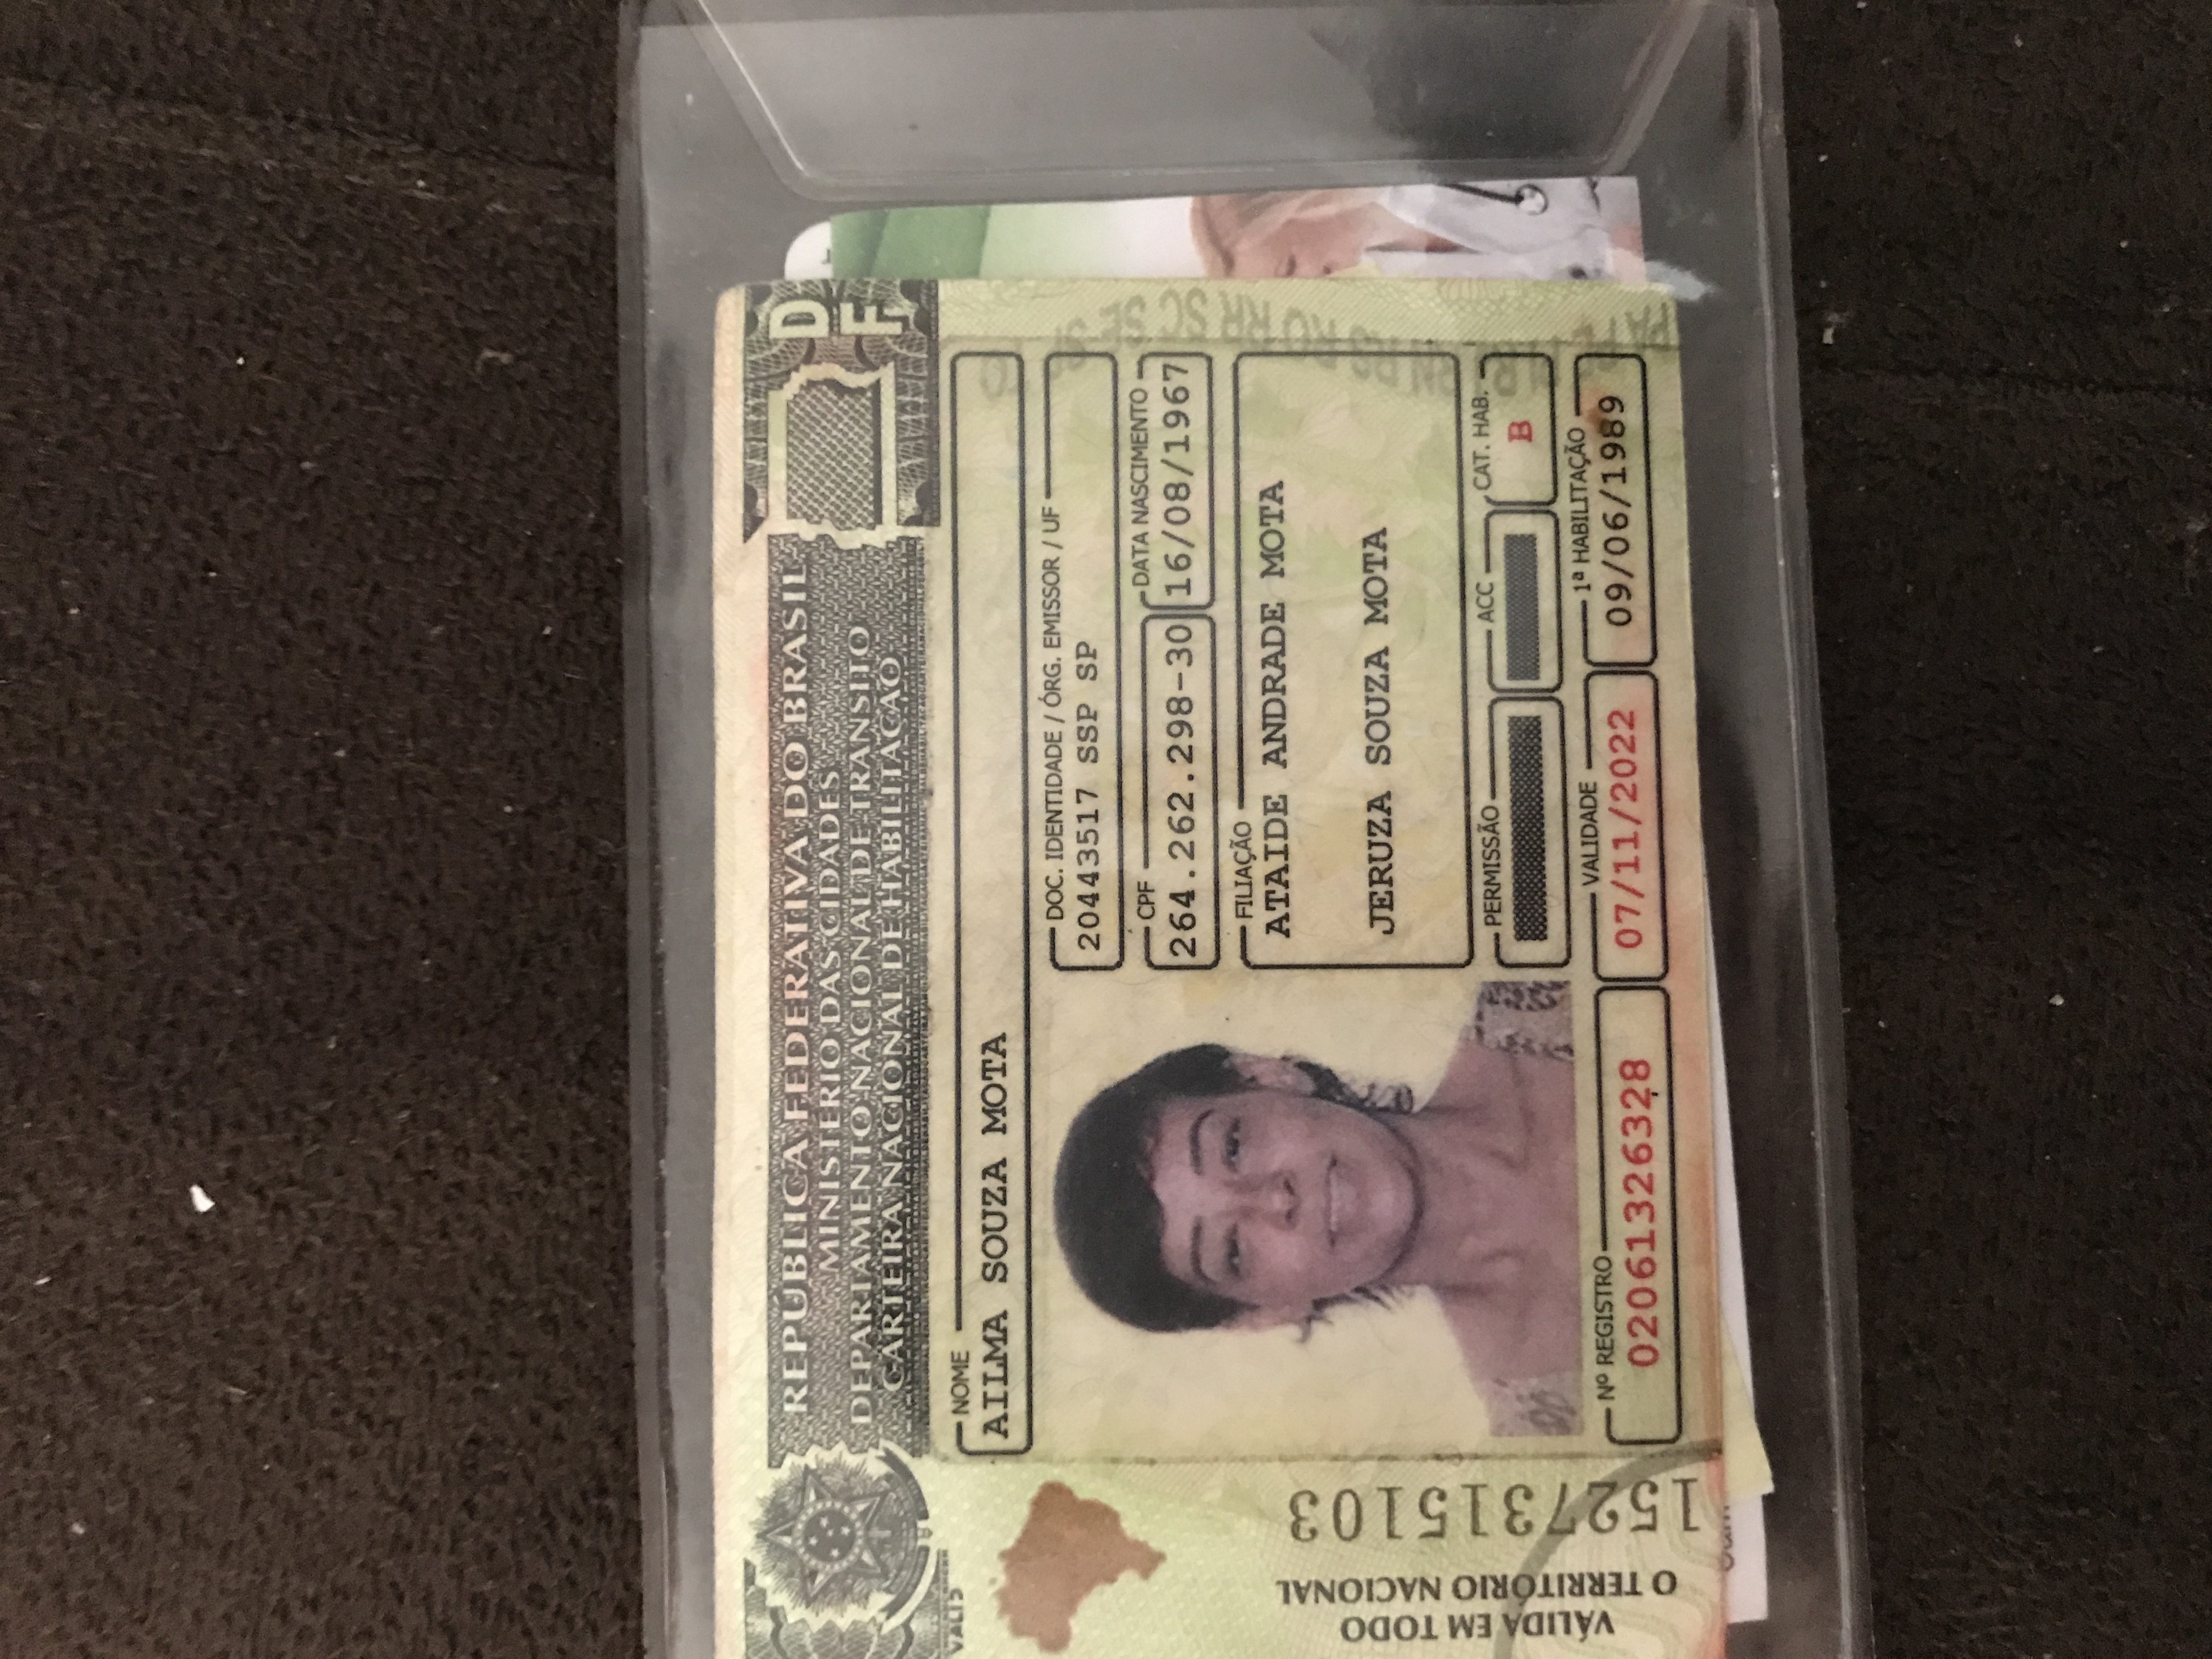 REPÚBLICA FEDERATIVA DO BRASIL
MINISTÉRIO DAS CIDADES
DEPARTAMENTO NACIONAL DE TRÂNSITO
CARTEIRA NACIONAL DE HABILITAÇÃO
DF
NOME
AILMA SOUZA MOTA
DOC. IDENTIDADE / ÓRG. EMISSOR / UF
20443517 SSP SP
CPF
264.262.298-30
DATA NASCIMENTO
16/08/1967
FILIAÇÃO
ATAIDE ANDRADE MOTA
JERUZA SOUZA MOTA
PERMISSÃO
ACC
CAT. HAB.
B
Nº REGISTRO
02061326328
VALIDADE
07/11/2022
1ª HABILITAÇÃO
09/06/1989
VÁLIDA EM TODO
O TERRITÓRIO NACIONAL
1527315103